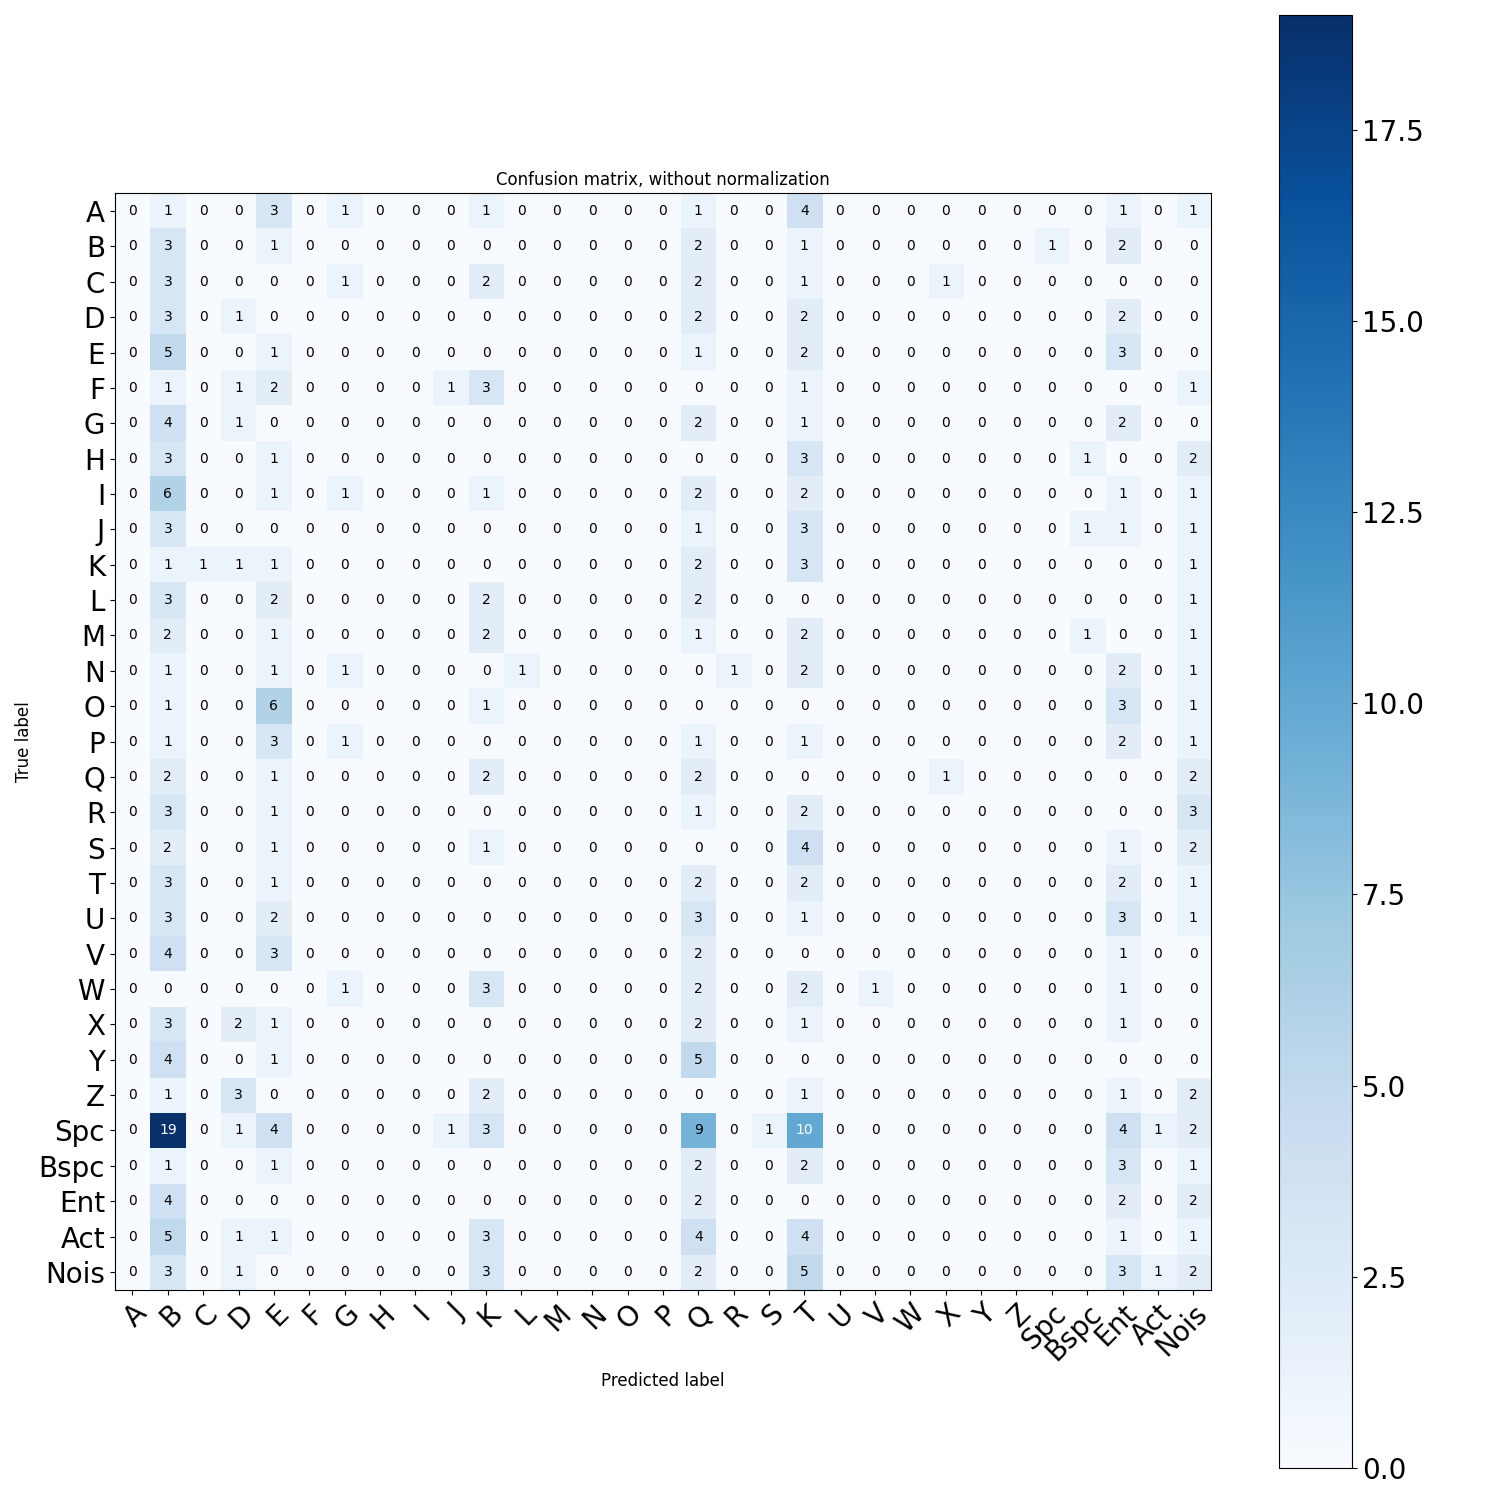 Confusion matrix, without normalization
A 0 1 0 0 3 0 1 0 0 0 1 0 0 0 0 0 1 0 0 4 0 0 0 0 0 0 0 0 1 0 1
B 0 3 0 0 1 0 0 0 0 0 0 0 0 0 0 0 2 0 0 1 0 0 0 0 0 0 1 0 2 0 0
C 0 3 0 0 0 0 1 0 0 0 2 0 0 0 0 0 2 0 0 1 0 0 0 1 0 0 0 0 0 0 0
D 0 3 0 1 0 0 0 0 0 0 0 0 0 0 0 0 2 0 0 2 0 0 0 0 0 0 0 0 2 0 0
E 0 5 0 0 1 0 0 0 0 0 0 0 0 0 0 0 1 0 0 2 0 0 0 0 0 0 0 0 3 0 0
F 0 1 0 1 2 0 0 0 0 1 3 0 0 0 0 0 0 0 0 1 0 0 0 0 0 0 0 0 0 0 1
G 0 4 0 1 0 0 0 0 0 0 0 0 0 0 0 0 2 0 0 1 0 0 0 0 0 0 0 0 2 0 0
H 0 3 0 0 1 0 0 0 0 0 0 0 0 0 0 0 0 0 0 3 0 0 0 0 0 0 0 1 0 0 2
I 0 6 0 0 1 0 1 0 0 0 1 0 0 0 0 0 2 0 0 2 0 0 0 0 0 0 0 0 1 0 1
J 0 3 0 0 0 0 0 0 0 0 0 0 0 0 0 0 1 0 0 3 0 0 0 0 0 0 0 1 1 0 1
K 0 1 1 1 1 0 0 0 0 0 0 0 0 0 0 0 2 0 0 3 0 0 0 0 0 0 0 0 0 0 1
L 0 3 0 0 2 0 0 0 0 0 2 0 0 0 0 0 2 0 0 0 0 0 0 0 0 0 0 0 0 0 1
M 0 2 0 0 1 0 0 0 0 0 2 0 0 0 0 0 1 0 0 2 0 0 0 0 0 0 0 1 0 0 1
N 0 1 0 0 1 0 1 0 0 0 0 1 0 0 0 0 0 1 0 2 0 0 0 0 0 0 0 0 2 0 1
O 0 1 0 0 6 0 0 0 0 0 1 0 0 0 0 0 0 0 0 0 0 0 0 0 0 0 0 0 3 0 1
P 0 1 0 0 3 0 1 0 0 0 0 0 0 0 0 0 1 0 0 1 0 0 0 0 0 0 0 0 2 0 1
Q 0 2 0 0 1 0 0 0 0 0 2 0 0 0 0 0 2 0 0 0 0 0 0 1 0 0 0 0 0 0 2
R 0 3 0 0 1 0 0 0 0 0 0 0 0 0 0 0 1 0 0 2 0 0 0 0 0 0 0 0 0 0 3
S 0 2 0 0 1 0 0 0 0 0 1 0 0 0 0 0 0 0 0 4 0 0 0 0 0 0 0 0 1 0 2
T 0 3 0 0 1 0 0 0 0 0 0 0 0 0 0 0 2 0 0 2 0 0 0 0 0 0 0 0 2 0 1
U 0 3 0 0 2 0 0 0 0 0 0 0 0 0 0 0 3 0 0 1 0 0 0 0 0 0 0 0 3 0 1
V 0 4 0 0 3 0 0 0 0 0 0 0 0 0 0 0 2 0 0 0 0 0 0 0 0 0 0 0 1 0 0
W 0 0 0 0 0 0 1 0 0 0 3 0 0 0 0 0 2 0 0 2 0 1 0 0 0 0 0 0 1 0 0
X 0 3 0 2 1 0 0 0 0 0 0 0 0 0 0 0 2 0 0 1 0 0 0 0 0 0 0 0 1 0 0
Y 0 4 0 0 1 0 0 0 0 0 0 0 0 0 0 0 5 0 0 0 0 0 0 0 0 0 0 0 0 0 0
Z 0 1 0 3 0 0 0 0 0 0 2 0 0 0 0 0 0 0 0 1 0 0 0 0 0 0 0 0 1 0 2
Spc 0 19 0 1 4 0 0 0 0 1 3 0 0 0 0 0 9 0 1 10 0 0 0 0 0 0 0 0 4 1 2
Bspc 0 1 0 0 1 0 0 0 0 0 0 0 0 0 0 0 2 0 0 2 0 0 0 0 0 0 0 0 3 0 1
Ent 0 4 0 0 0 0 0 0 0 0 0 0 0 0 0 0 2 0 0 0 0 0 0 0 0 0 0 0 2 0 2
Act 0 5 0 1 1 0 0 0 0 0 3 0 0 0 0 0 4 0 0 4 0 0 0 0 0 0 0 0 1 0 1
Nois 0 3 0 1 0 0 0 0 0 0 3 0 0 0 0 0 2 0 0 5 0 0 0 0 0 0 0 0 3 1 2
A B C D E F G H I J K L M N O P Q R S T U V W X Y Z Spc Bspc Ent Act Nois
Predicted label
True label
17.5
15.0
12.5
10.0
7.5
5.0
2.5
0.0